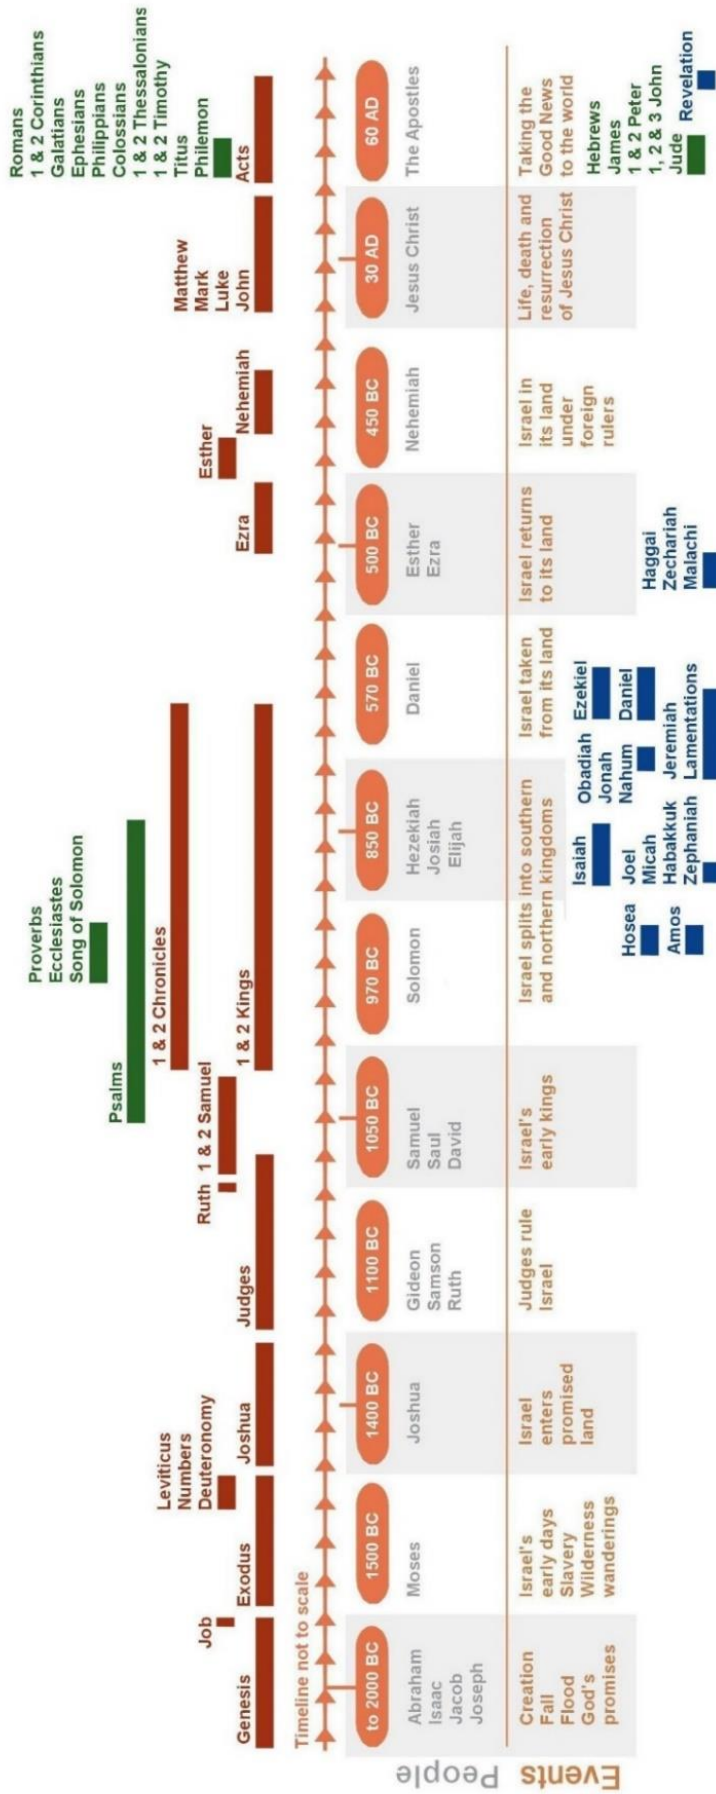 Proverbs
Ecclesiastes
Song of Solomon
Psalms
1 & 2 Chronicles
Ruth
1 & 2 Samuel
1 & 2 Kings
Leviticus
Numbers
Deuteronomy
Job
Genesis
Exodus
Joshua
Judges
Ezra
Esther
Nehemiah
Matthew
Mark
Luke
John
Romans
1 & 2 Corinthians
Galatians
Ephesians
Philippians
Colossians
1 & 2 Thessalonians
1 & 2 Timothy
Titus
Philemon
Acts
Timeline not to scale
to 2000 BC
1500 BC
1400 BC
1100 BC
1050 BC
970 BC
850 BC
570 BC
500 BC
450 BC
30 AD
60 AD
People
Abraham
Isaac
Jacob
Joseph
Moses
Joshua
Gideon
Samson
Ruth
Samuel
Saul
David
Solomon
Hezekiah
Josiah
Elijah
Daniel
Esther
Ezra
Nehemiah
Jesus Christ
The Apostles
Events
Creation
Fall
Flood
God's
promises
Israel's
early days
Slavery
Wilderness
wanderings
Israel
enters
promised
land
Judges rule
Israel
Israel's
early kings
Israel splits into southern
and northern kingdoms
Israel taken
from its land
Israel returns
to its land
Israel in
its land
under
foreign
rulers
Life, death and
resurrection
of Jesus Christ
Taking the
Good News
to the world
Hosea
Amos
Isaiah
Joel
Micah
Habakkuk
Zephaniah
Obadiah
Jonah
Nahum
Jeremiah
Lamentations
Ezekiel
Daniel
Haggai
Zechariah
Malachi
Hebrews
James
1 & 2 Peter
1, 2 & 3 John
Jude
Revelation